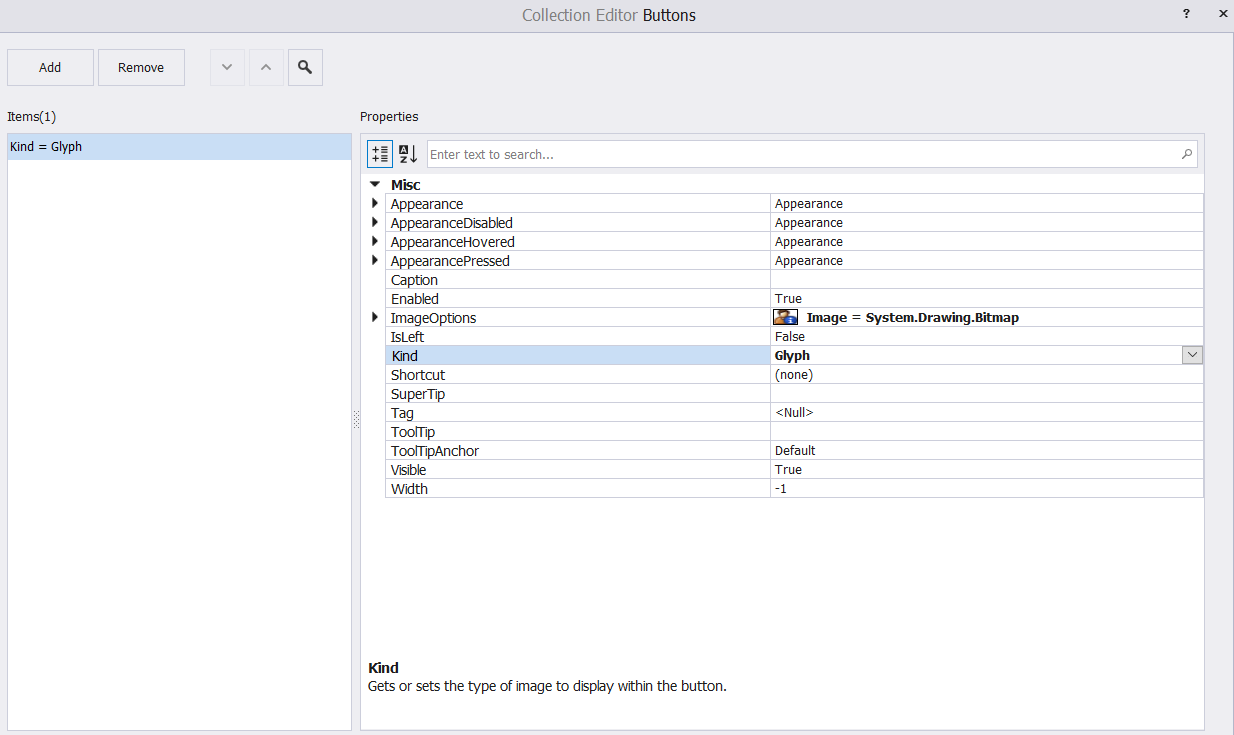 Collection Editor Buttons
?
Add Remove
Items(1) Properties
Kind = Glyph
Enter text to search...
Misc
Appearance Appearance
AppearanceDisabled Appearance
AppearanceHovered Appearance
AppearancePressed Appearance
Caption
Enabled True
ImageOptions Image = System.Drawing.Bitmap
IsLeft False
Kind Glyph
Shortcut (none)
SuperTip
Tag <Null>
ToolTip
ToolTipAnchor Default
Visible True
Width -1
Kind
Gets or sets the type of image to display within the button.